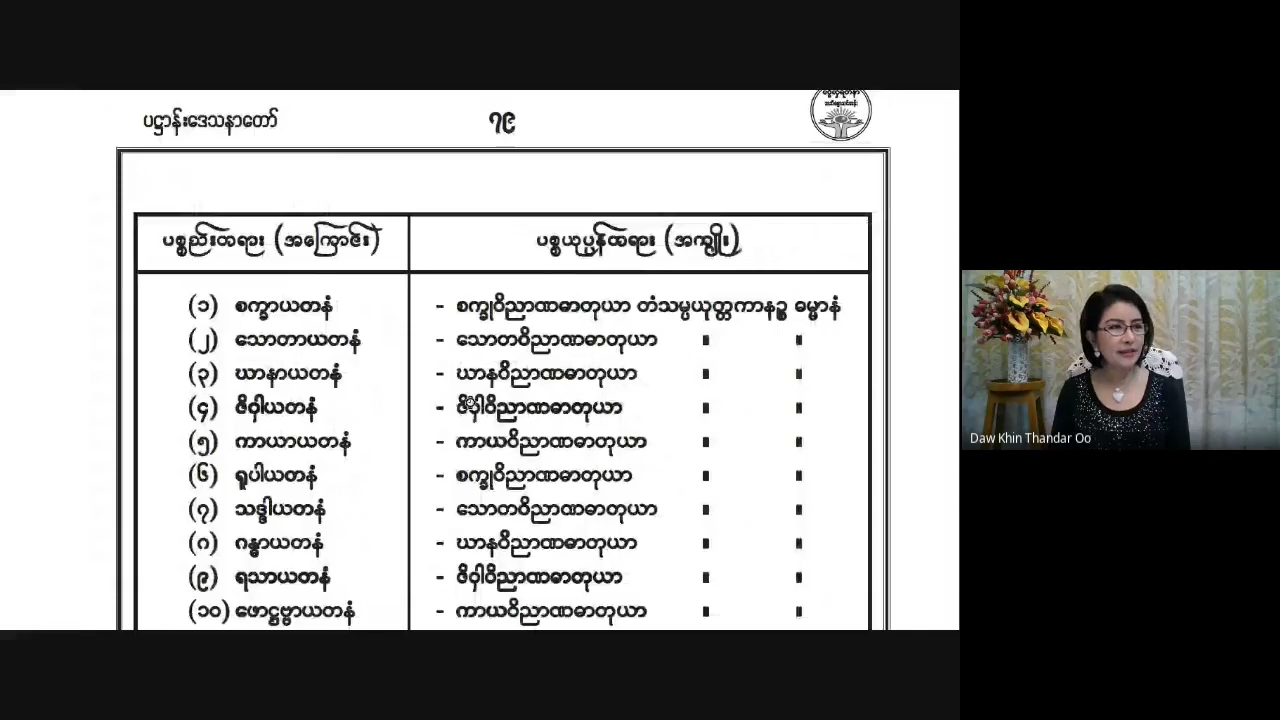 ပဋ္ဌာန်းဒေသနာတော် ၇၉
ပစ္စည်းတရား (အကြောင်း) ပစ္စယုပ္ပန်တရား (အကျိုး)
(၁) စက္ခာယတနံ - စက္ခုဝိညာဏဓာတုယာ တံသမ္ပယုတ္တကာနဉ္စ ဓမ္မာနံ
(၂) သောတာယတနံ - သောတဝိညာဏဓာတုယာ " "
(၃) ဃာနာယတနံ - ဃာနဝိညာဏဓာတုယာ " "
(၄) ဇိဝှါယတနံ - ဇိဝှါဝိညာဏဓာတုယာ " "
(၅) ကာယာယတနံ - ကာယဝိညာဏဓာတုယာ " "
(၆) ရူပါယတနံ - စက္ခုဝိညာဏဓာတုယာ " "
(၇) သဒ္ဒါယတနံ - သောတဝိညာဏဓာတုယာ " "
(၈) ဂန္ဓာယတနံ - ဃာနဝိညာဏဓာတုယာ " "
(၉) ရသာယတနံ - ဇိဝှါဝိညာဏဓာတုယာ " "
(၁၀) ဖောဋ္ဌဗ္ဗာယတနံ - ကာယဝိညာဏဓာတုယာ " "
Daw Khin Thandar Oo